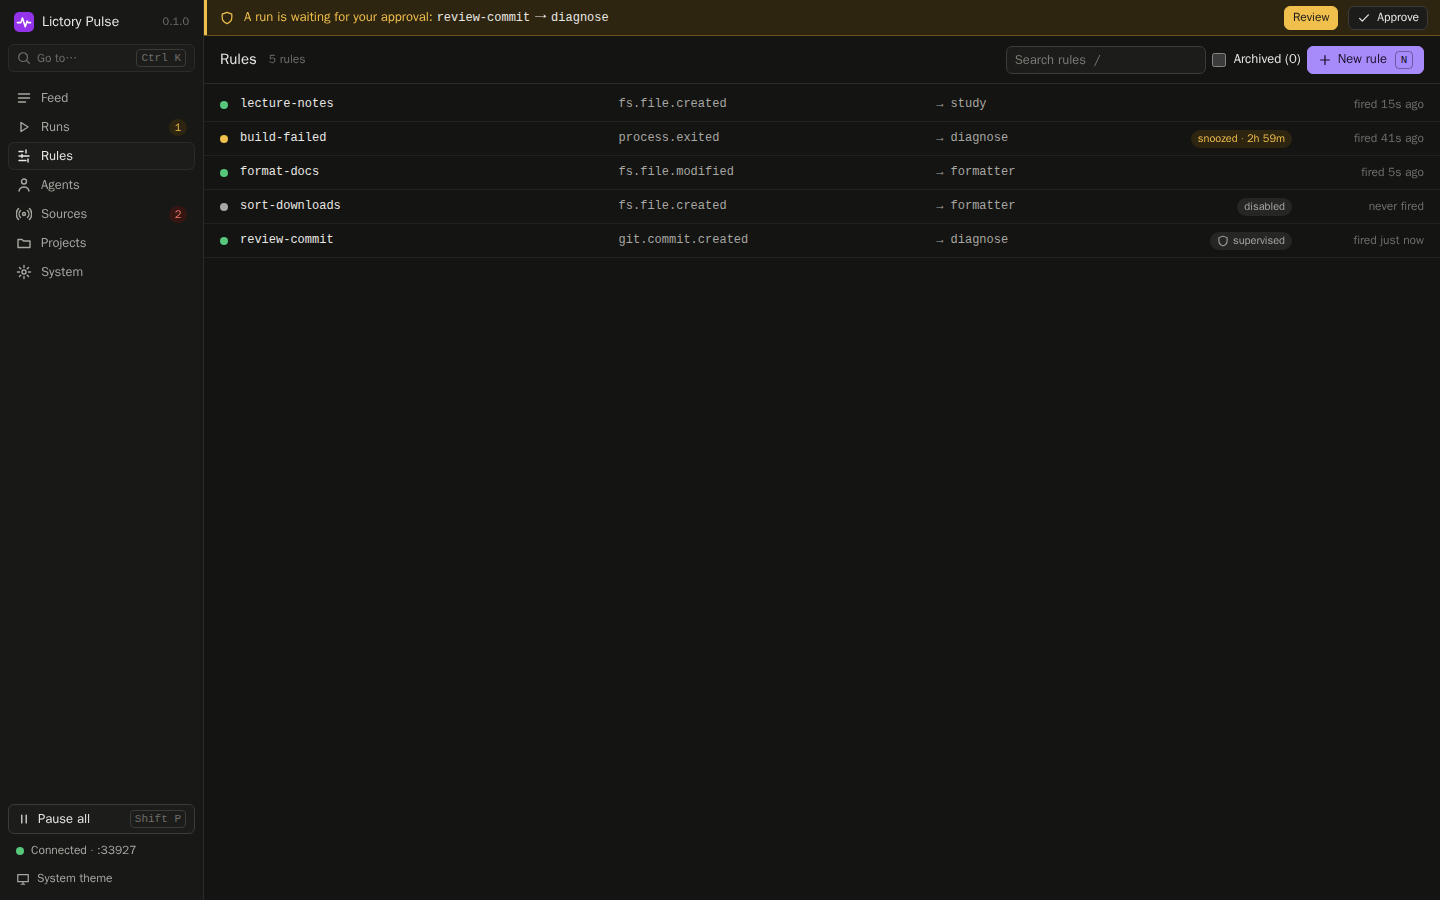 Lictory Pulse 0.1.0
Go to··· Ctrl K
Feed
Runs 1
Rules
Agents
Sources 2
Projects
System
Pause all Shift P
Connected · :33927
System theme
A run is waiting for your approval: review-commit → diagnose Review Approve
Rules 5 rules Search rules / Archived (0) New rule N
lecture-notes fs.file.created → study fired 15s ago
build-failed process.exited → diagnose snoozed · 2h 59m fired 41s ago
format-docs fs.file.modified → formatter fired 5s ago
sort-downloads fs.file.created → formatter disabled never fired
review-commit git.commit.created → diagnose supervised fired just now